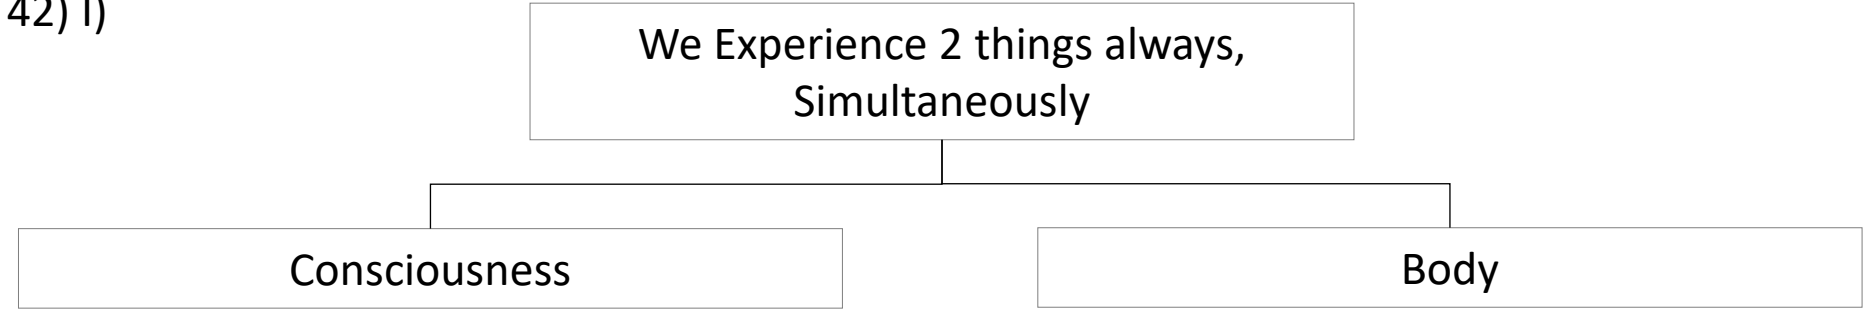 42) I)
We Experience 2 things always,
Simultaneously
Consciousness
Body